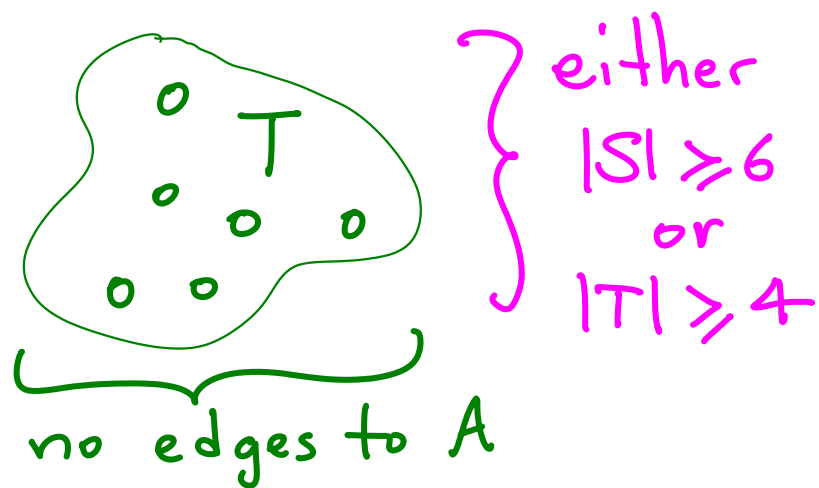 T
either
|S| ⩾ 6
or
|T| ⩾ 4
no edges to A